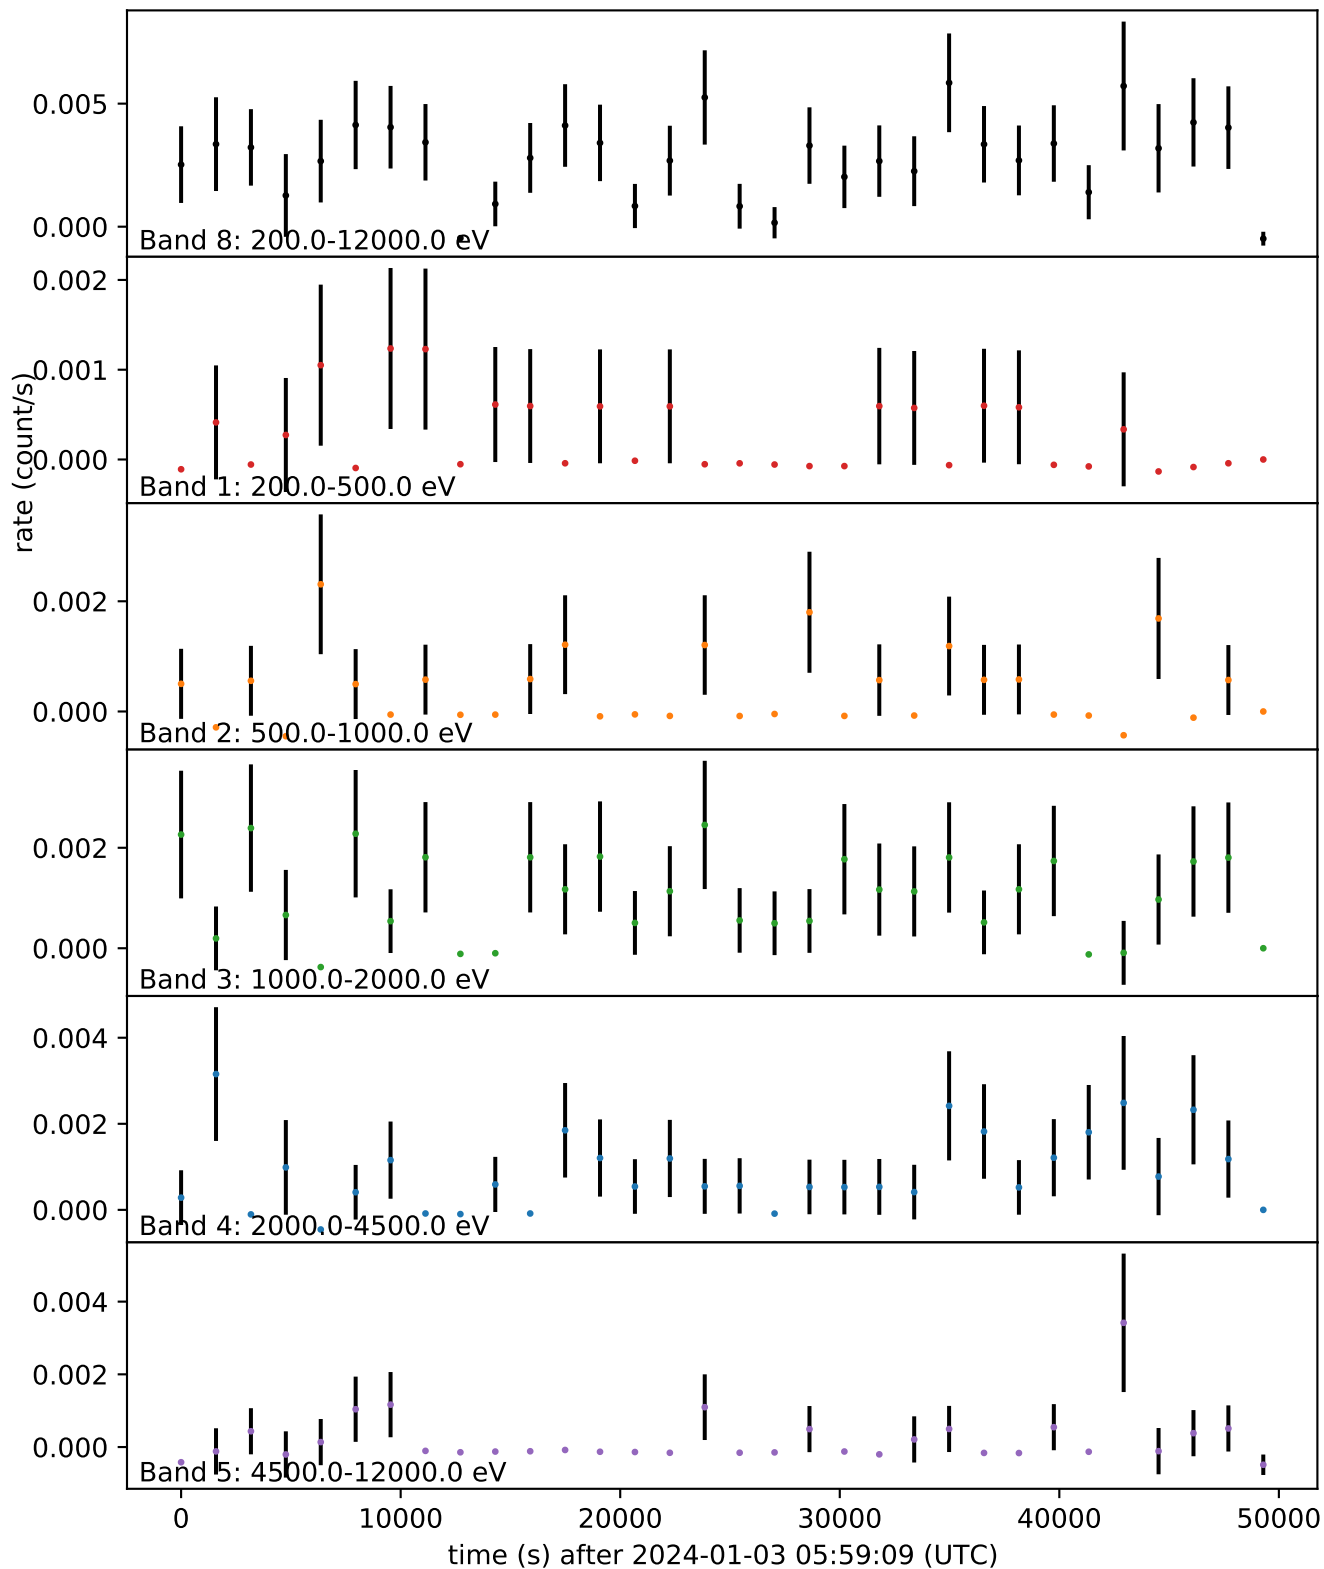 0.005
0.000
Band 8: 200.0-12000.0 eV
0.002
0.001
0.000
Band 1: 200.0-500.0 eV
rate (count/s)
0.002
0.000
Band 2: 500.0-1000.0 eV
0.002
0.000
Band 3: 1000.0-2000.0 eV
0.004
0.002
0.000
Band 4: 2000.0-4500.0 eV
0.004
0.002
0.000
Band 5: 4500.0-12000.0 eV
0 10000 20000 30000 40000 50000
time (s) after 2024-01-03 05:59:09 (UTC)